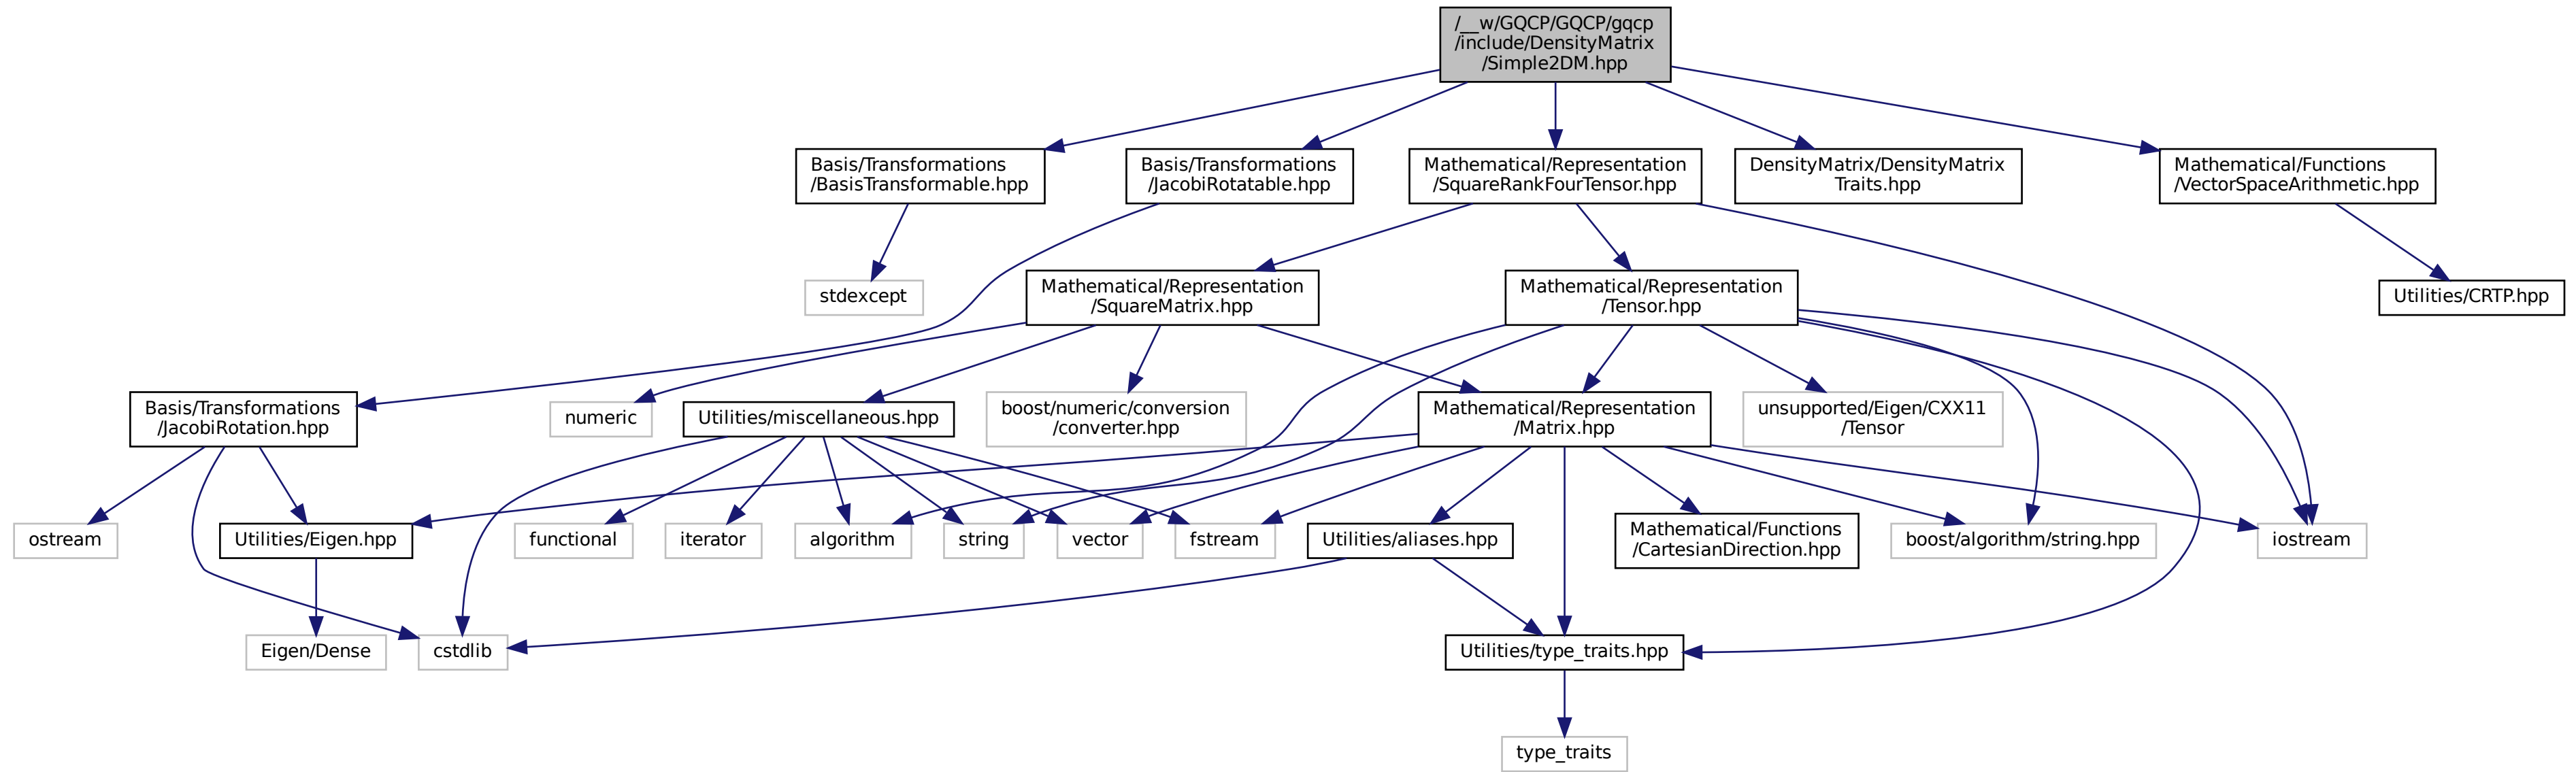 /__w/GQCP/GQCP/gqcp
/include/DensityMatrix
/Simple2DM.hpp
Basis/Transformations
/BasisTransformable.hpp
Basis/Transformations
/JacobiRotatable.hpp
Mathematical/Representation
/SquareRankFourTensor.hpp
DensityMatrix/DensityMatrix
Traits.hpp
Mathematical/Functions
/VectorSpaceArithmetic.hpp
stdexcept
Mathematical/Representation
/SquareMatrix.hpp
Mathematical/Representation
/Tensor.hpp
Utilities/CRTP.hpp
Basis/Transformations
/JacobiRotation.hpp
numeric
Utilities/miscellaneous.hpp
boost/numeric/conversion
/converter.hpp
Mathematical/Representation
/Matrix.hpp
unsupported/Eigen/CXX11
/Tensor
ostream
Utilities/Eigen.hpp
functional
iterator
algorithm
string
vector
fstream
Utilities/aliases.hpp
Mathematical/Functions
/CartesianDirection.hpp
boost/algorithm/string.hpp
iostream
Eigen/Dense
cstdlib
Utilities/type_traits.hpp
type_traits